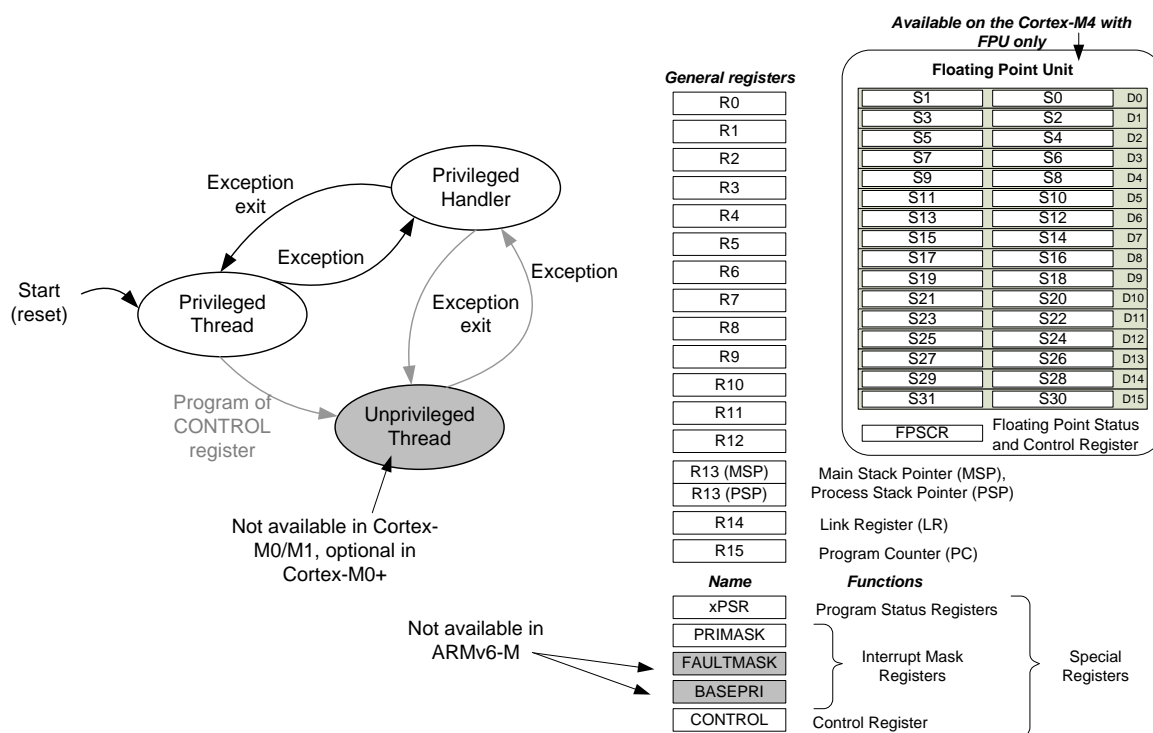 Available on the Cortex-M4 with
FPU only
Floating Point Unit
S1 S0 D0
S3 S2 D1
S5 S4 D2
S7 S6 D3
S9 S8 D4
S11 S10 D5
S13 S12 D6
S15 S14 D7
S17 S16 D8
S19 S18 D9
S21 S20 D10
S23 S22 D11
S25 S24 D12
S27 S26 D13
S29 S28 D14
S31 S30 D15
FPSCR
Floating Point Status
and Control Register
General registers
R0
R1
R2
R3
R4
R5
R6
R7
R8
R9
R10
R11
R12
R13 (MSP)
R13 (PSP)
Main Stack Pointer (MSP),
Process Stack Pointer (PSP)
R14
Link Register (LR)
R15
Program Counter (PC)
Name
Functions
xPSR
Program Status Registers
PRIMASK
FAULTMASK
BASEPRI
Interrupt Mask
Registers
CONTROL
Control Register
Special
Registers
Privileged
Handler
Exception
exit
Exception
Start
(reset)
Privileged
Thread
Exception
exit
Exception
Program of
CONTROL
register
Unprivileged
Thread
Not available in Cortex-
M0/M1, optional in
Cortex-M0+
Not available in
ARMv6-M